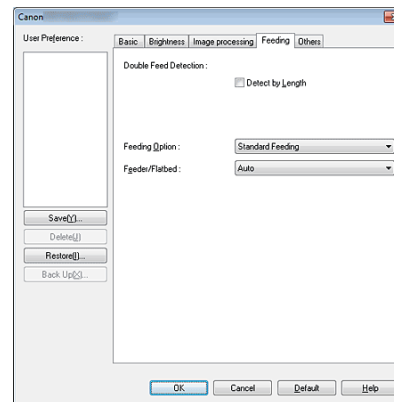 Canon
User Preference :
Basic Brightness Image processing Feeding Others
Double Feed Detection :
Detect by Length
Feeding Option : Standard Feeding
Feeder/Flatbed : Auto
Save(Y)...
Delete(J)
Restore(I)...
Back Up(X)...
OK Cancel Default Help